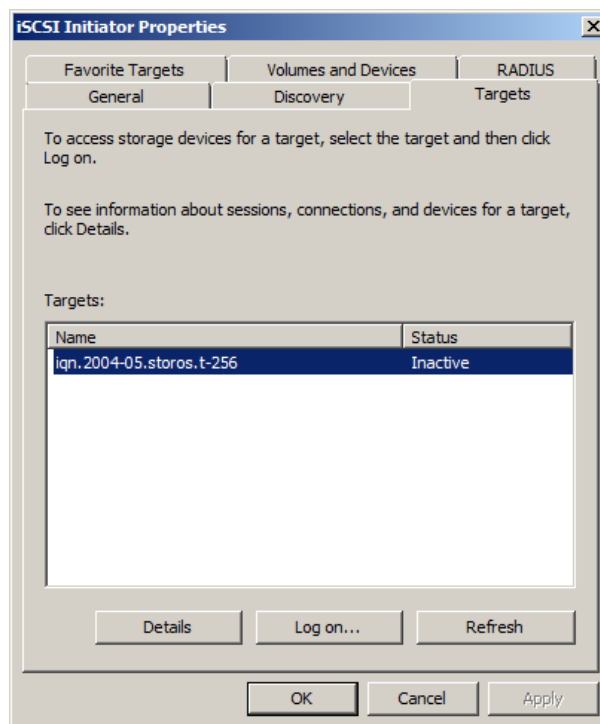 iSCSI Initiator Properties
Favorite Targets
Volumes and Devices
RADIUS
General
Discovery
Targets
To access storage devices for a target, select the target and then click
Log on.
To see information about sessions, connections, and devices for a target,
click Details.
Targets:
Name Status
iqn.2004-05.storos.t-256 Inactive
Details Log on... Refresh
OK Cancel Apply